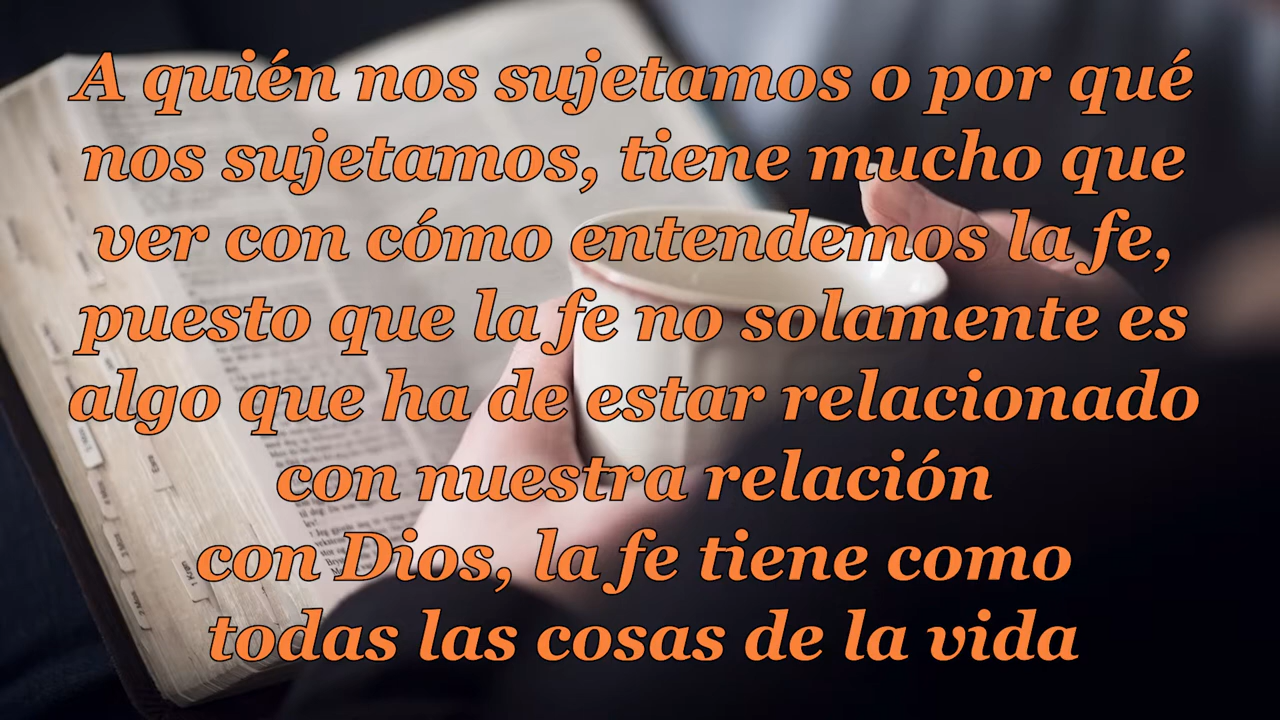 A quién nos sujetamos o por qué
nos sujetamos, tiene mucho que
ver con cómo entendemos la fe,
puesto que la fe no solamente es
algo que ha de estar relacionado
con nuestra relación
con Dios, la fe tiene como
todas las cosas de la vida